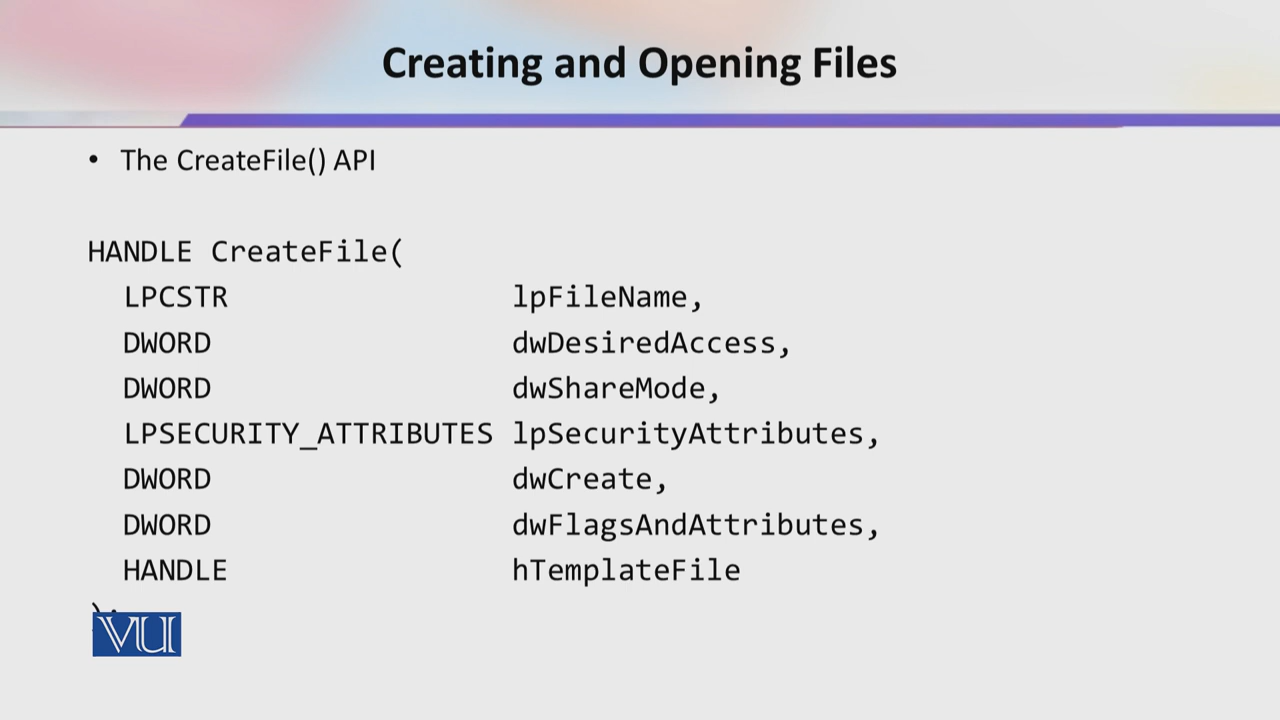 Creating and Opening Files
• The CreateFile() API
HANDLE CreateFile(
LPCSTR lpFileName,
DWORD dwDesiredAccess,
DWORD dwShareMode,
LPSECURITY_ATTRIBUTES lpSecurityAttributes,
DWORD dwCreate,
DWORD dwFlagsAndAttributes,
HANDLE hTemplateFile
VU